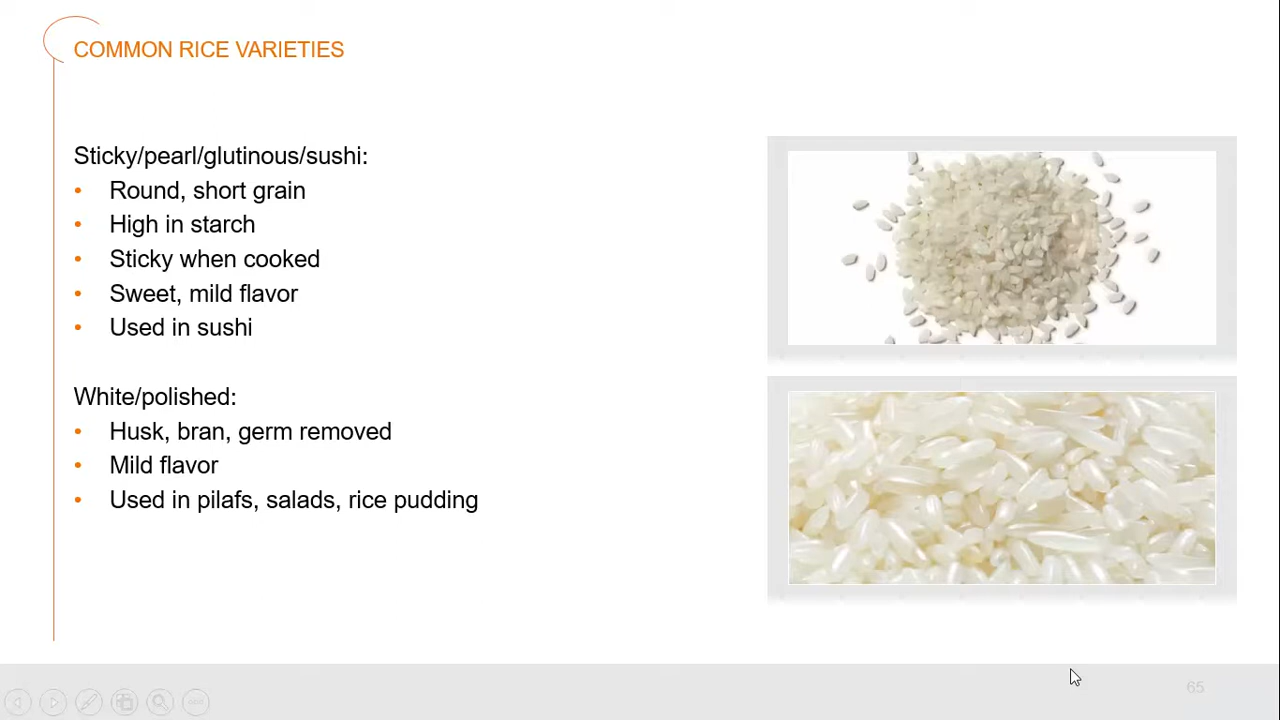 COMMON RICE VARIETIES
Sticky/pearl/glutinous/sushi:
• Round, short grain
• High in starch
• Sticky when cooked
• Sweet, mild flavor
• Used in sushi
White/polished:
• Husk, bran, germ removed
• Mild flavor
• Used in pilafs, salads, rice pudding
65